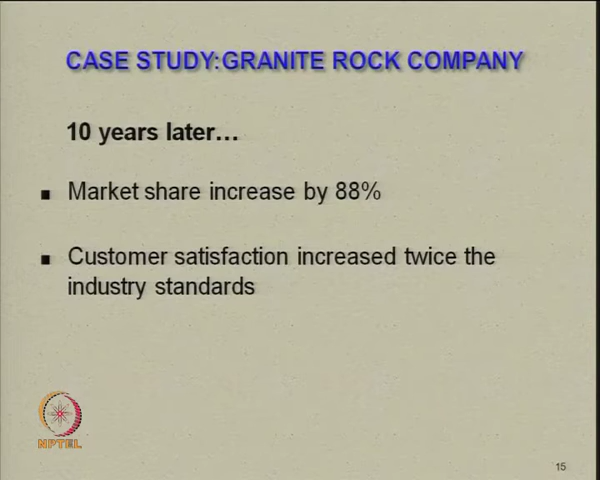 CASE STUDY:GRANITE ROCK COMPANY
10 years later...
Market share increase by 88%
Customer satisfaction increased twice the
industry standards
NPTEL
15